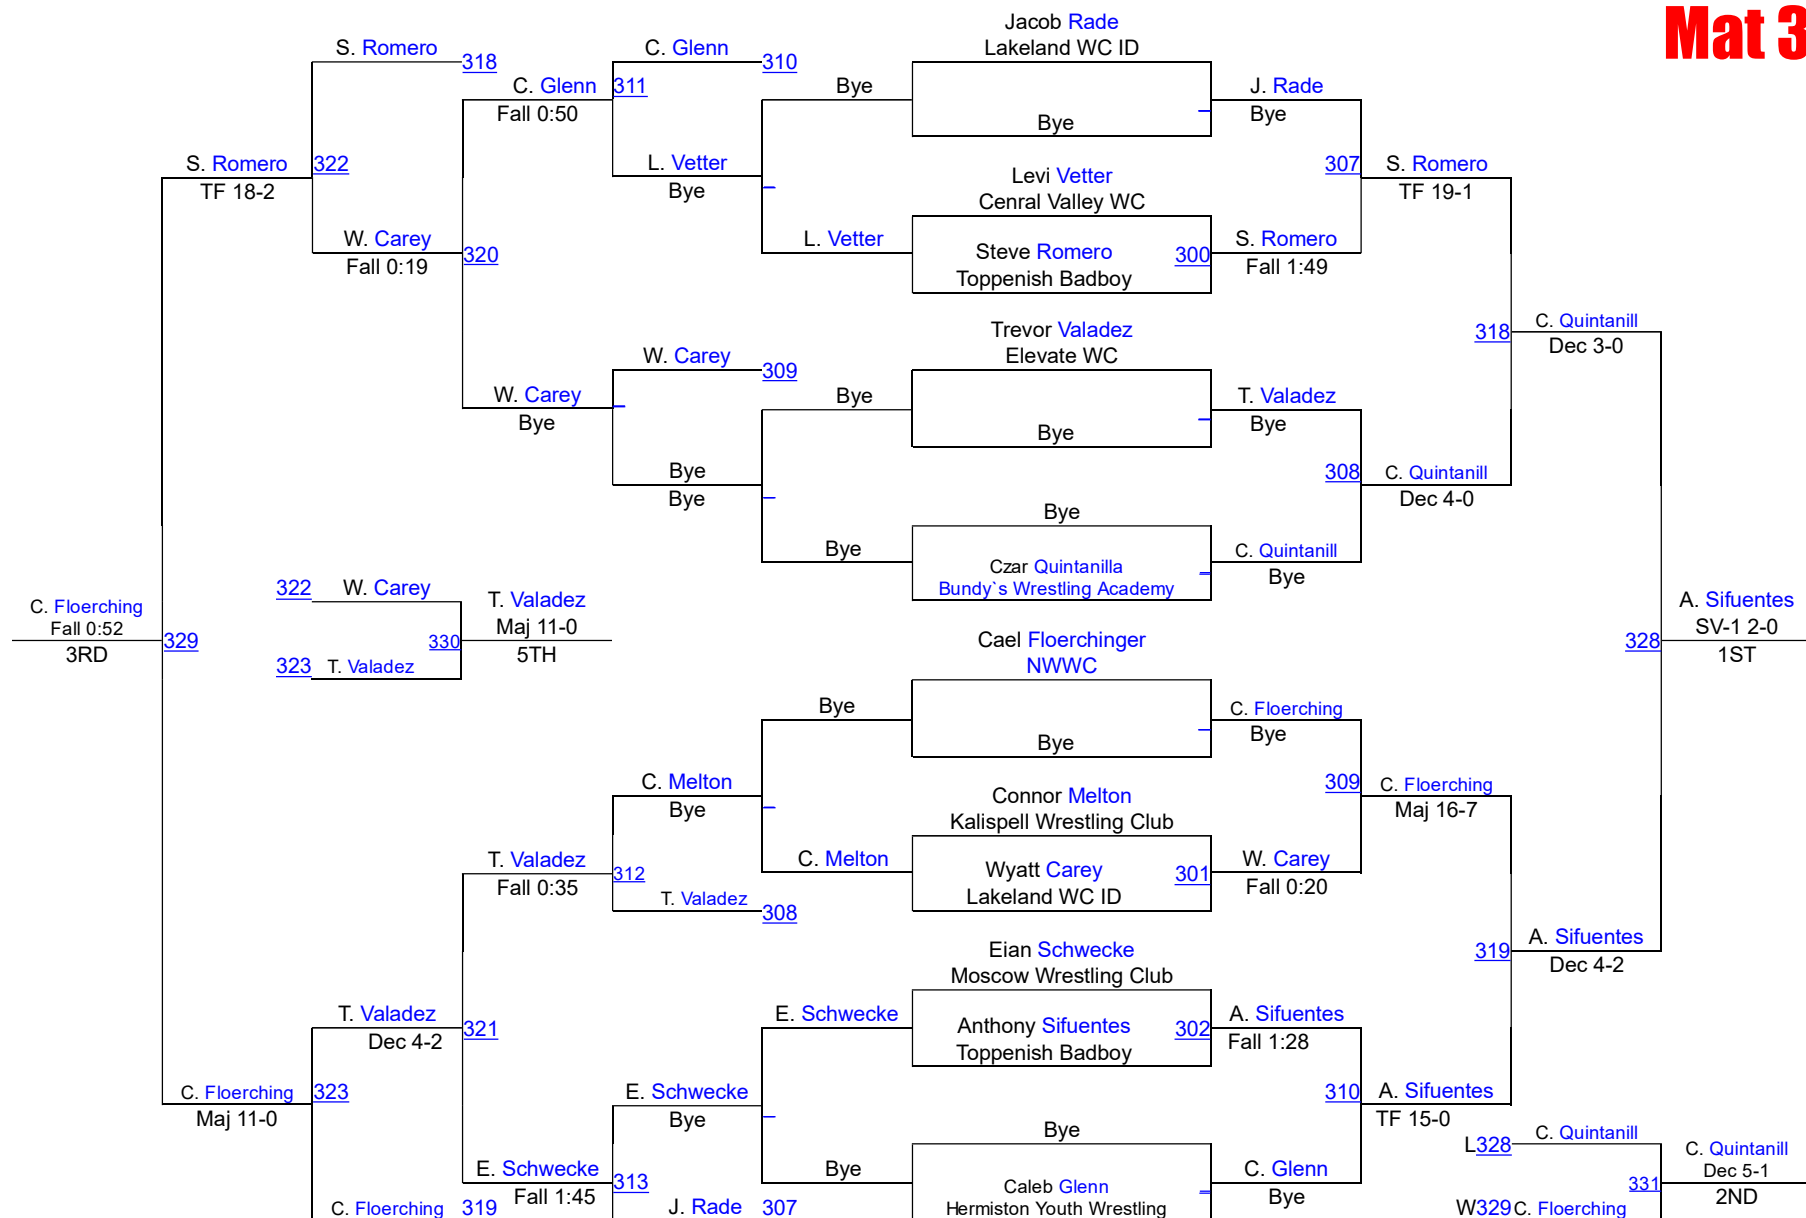 Mat 3
Jacob Rade
Lakeland WC ID
S. Romero
318
C. Glenn
310
C. Glenn
311
Fall 0:50
Bye
J. Rade
Bye
Bye
S. Romero
322
TF 18-2
L. Vetter
Bye
Levi Vetter
Cenral Valley WC
307
S. Romero
TF 19-1
W. Carey
Fall 0:19
320
L. Vetter
Steve Romero
Toppenish Badboy
300
S. Romero
Fall 1:49
Trevor Valadez
Elevate WC
318
C. Quintanill
Dec 3-0
W. Carey
309
W. Carey
Bye
Bye
T. Valadez
Bye
Bye
Bye
Bye
308
C. Quintanill
Dec 4-0
Bye
Bye
Czar Quintanilla
Bundy`s Wrestling Academy
C. Quintanill
Bye
322
W. Carey
T. Valadez
Maj 11-0
330
5TH
323
T. Valadez
C. Floerching
Fall 0:52
329
3RD
Cael Floerchinger
NWWC
328
A. Sifuentes
SV-1 2-0
1ST
Bye
Bye
C. Floerching
Bye
C. Melton
Bye
Connor Melton
Kalispell Wrestling Club
309
C. Floerching
Maj 16-7
T. Valadez
Fall 0:35
312
C. Melton
Wyatt Carey
Lakeland WC ID
301
W. Carey
Fall 0:20
T. Valadez
308
Eian Schwecke
Moscow Wrestling Club
319
A. Sifuentes
Dec 4-2
T. Valadez
Dec 4-2
321
E. Schwecke
Anthony Sifuentes
Toppenish Badboy
302
A. Sifuentes
Fall 1:28
C. Floerching
323
Maj 11-0
E. Schwecke
Bye
310
A. Sifuentes
TF 15-0
Bye
L328
C. Quintanill
E. Schwecke
Fall 1:45
313
Bye
Caleb Glenn
Hermiston Youth Wrestling
C. Glenn
Bye
C. Quintanill
Dec 5-1
331
2ND
C. Floerching
319
J. Rade
307
W329
C. Floerching